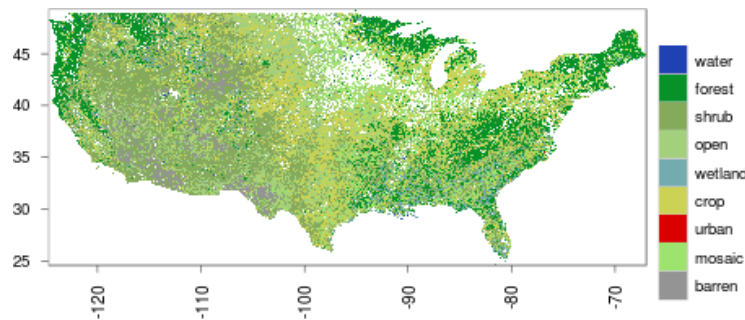 45
40
35
30
25
-120
-110
-100
-90
-80
-70
water
forest
shrub
open
wetland
crop
urban
mosaic
barren